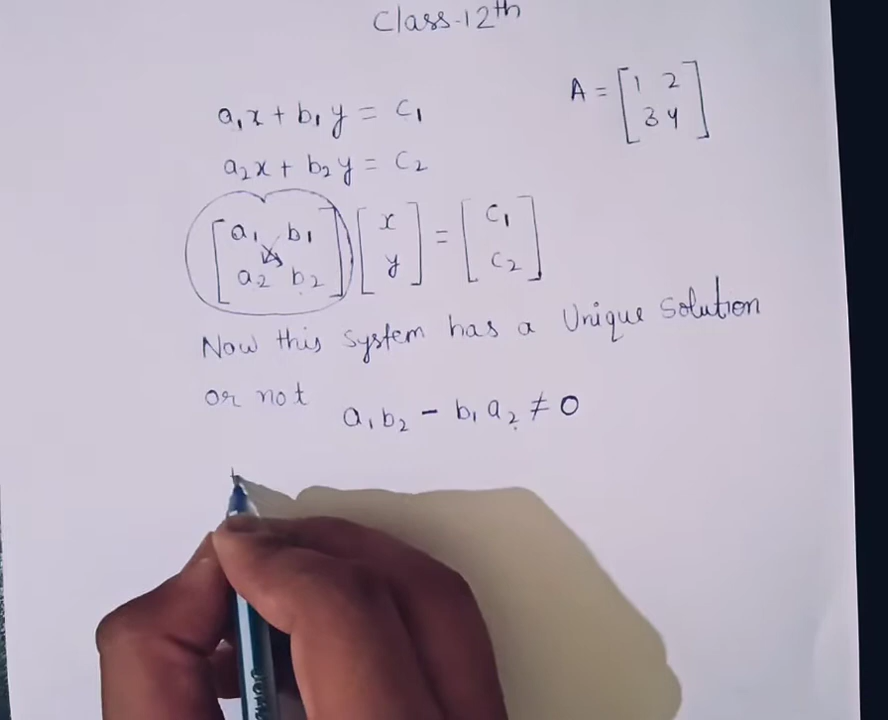 Class-12th
a₁x + b₁y = c₁
a₂x + b₂y = c₂
A = [1 2
3 4]
[a₁ b₁ [x = [c₁
a₂ b₂] y] c₂]
Now this system has a Unique Solution
or not
a₁b₂ - b₁a₂ ≠ 0